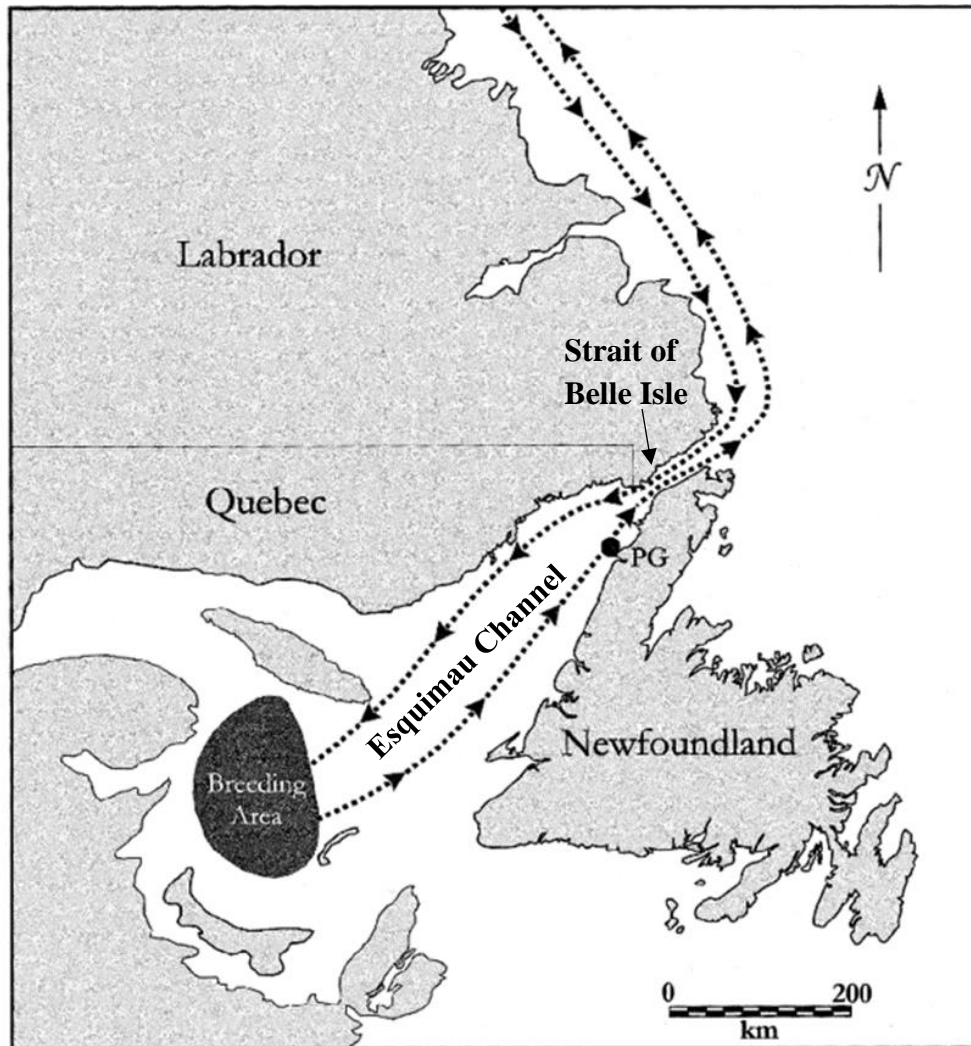 N
Labrador
Strait of
Belle Isle
Quebec
PG
Esquimau Channel
Newfoundland
Breeding
Area
0 200
km